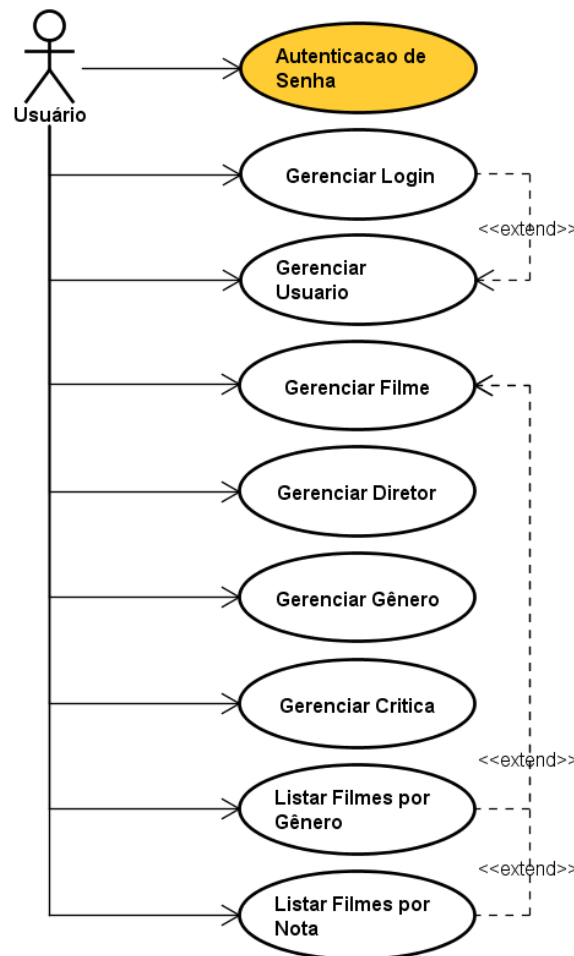 Autenticacao de
Senha
Usuário
Gerenciar Login
<<extend>>
Gerenciar
Usuario
Gerenciar Filme
Gerenciar Diretor
Gerenciar Gênero
Gerenciar Critica
<<extend>>
Listar Filmes por
Gênero
<<extend>>
Listar Filmes por
Nota